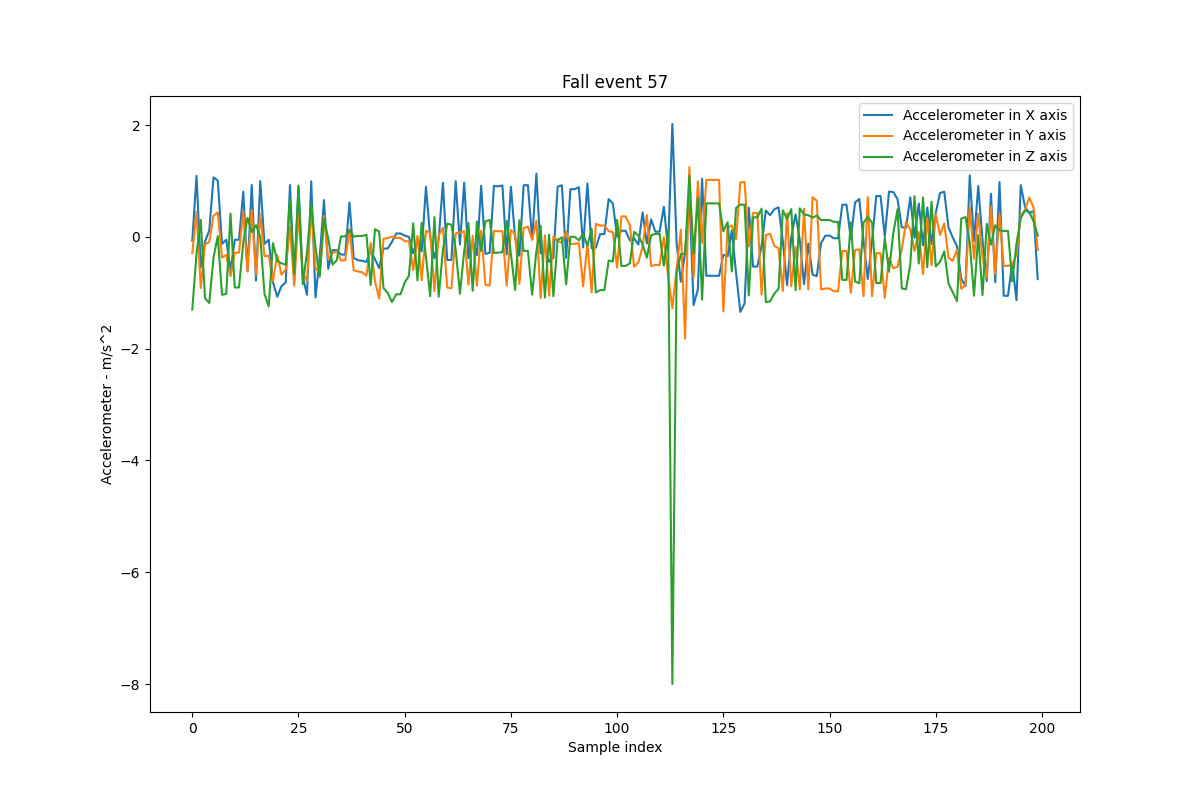 Fall event 57
Accelerometer in X axis
Accelerometer in Y axis
Accelerometer in Z axis
2
0
−2
−4
−6
−8
Accelerometer - m/s^2
0 25 50 75 100 125 150 175 200
Sample index